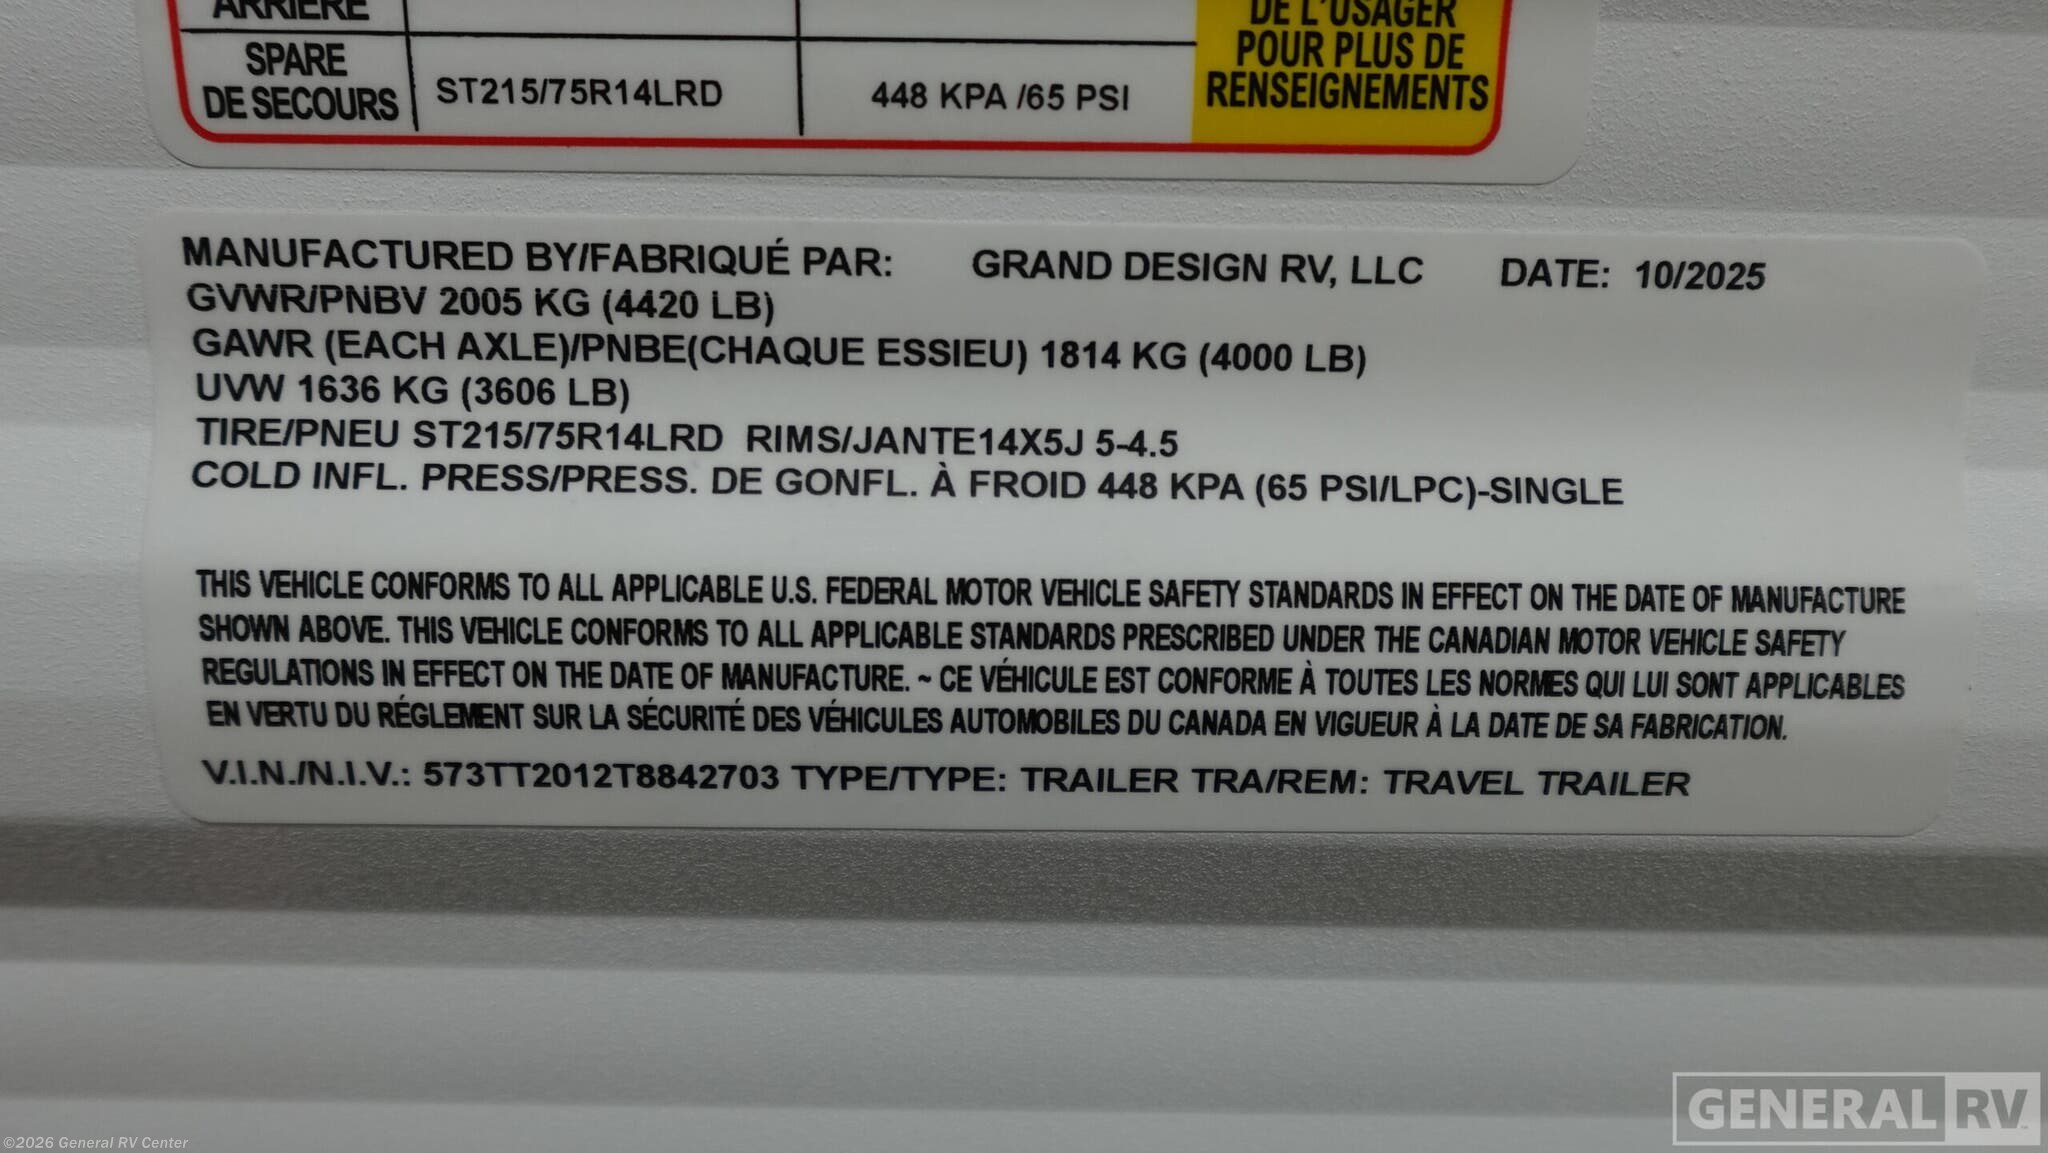 ARRIÈRE
SPARE
DE SECOURS
ST215/75R14LRD
448 KPA /65 PSI
DE L'USAGER
POUR PLUS DE
RENSEIGNEMENTS
MANUFACTURED BY/FABRIQUÉ PAR: GRAND DESIGN RV, LLC DATE: 10/2025
GVWR/PNBV 2005 KG (4420 LB)
GAWR (EACH AXLE)/PNBE(CHAQUE ESSIEU) 1814 KG (4000 LB)
UVW 1636 KG (3606 LB)
TIRE/PNEU ST215/75R14LRD RIMS/JANTE14X5J 5-4.5
COLD INFL. PRESS/PRESS. DE GONFL. À FROID 448 KPA (65 PSI/LPC)-SINGLE
THIS VEHICLE CONFORMS TO ALL APPLICABLE U.S. FEDERAL MOTOR VEHICLE SAFETY STANDARDS IN EFFECT ON THE DATE OF MANUFACTURE
SHOWN ABOVE. THIS VEHICLE CONFORMS TO ALL APPLICABLE STANDARDS PRESCRIBED UNDER THE CANADIAN MOTOR VEHICLE SAFETY
REGULATIONS IN EFFECT ON THE DATE OF MANUFACTURE. ~ CE VÉHICULE EST CONFORME À TOUTES LES NORMES QUI LUI SONT APPLICABLES
EN VERTU DU RÉGLEMENT SUR LA SÉCURITÉ DES VÉHICULES AUTOMOBILES DU CANADA EN VIGUEUR À LA DATE DE SA FABRICATION.
V.I.N./N.I.V.: 573TT2012T8842703 TYPE/TYPE: TRAILER TRA/REM: TRAVEL TRAILER
GENERAL RV
©2026 General RV Center